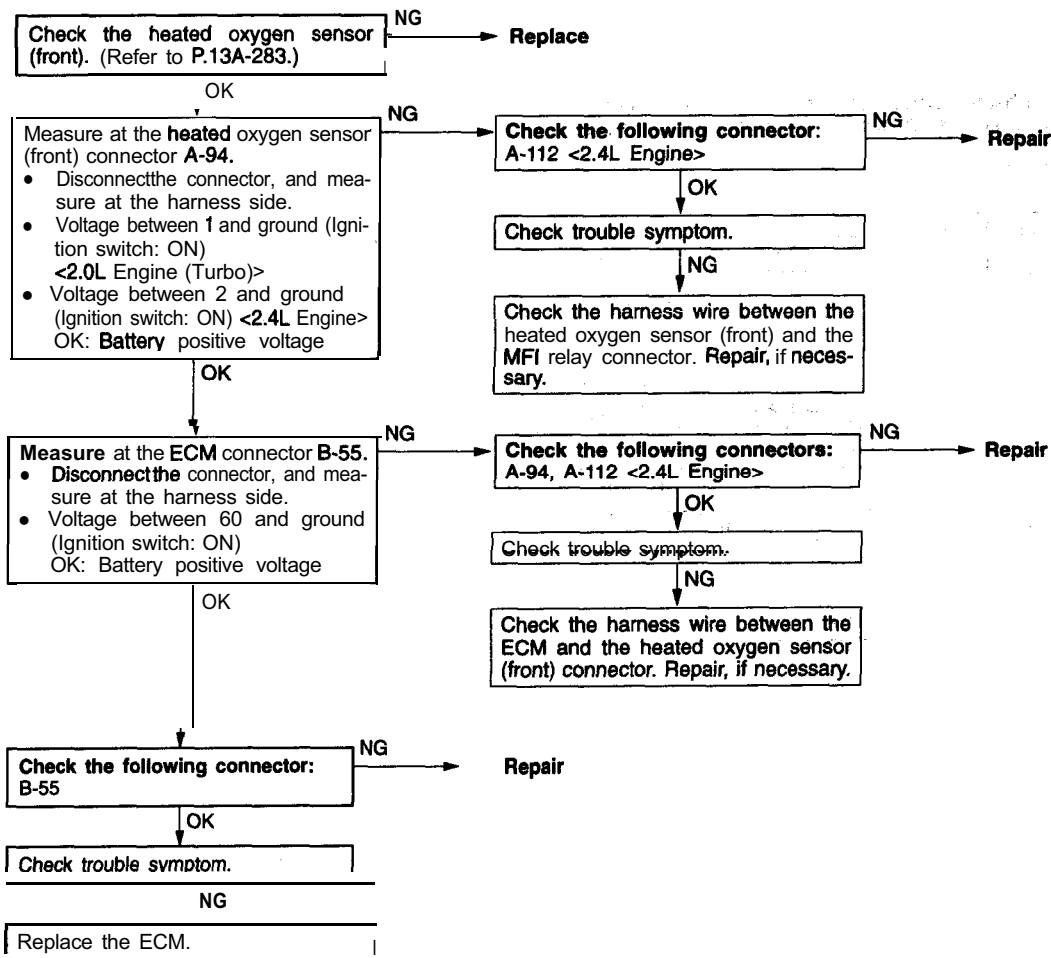 NG
Check the heated oxygen sensor
(front). (Refer to P.13A-283.)
Replace
OK
Measure at the heated oxygen sensor
(front) connector A-94.
• Disconnectthe connector, and mea-
sure at the harness side.
• Voltage between 1 and ground (Igni-
tion switch: ON)
<2.0L Engine (Turbo)>
• Voltage between 2 and ground
(Ignition switch: ON) <2.4L Engine>
OK: Battery positive voltage
NG
Check the following connector:
A-112 <2.4L Engine>
NG
Repair
OK
Check trouble symptom.
NG
Check the harness wire between the
heated oxygen sensor (front) and the
MFI relay connector. Repair, if neces-
sary.
OK
Measure at the ECM connector B-55.
• Disconnectthe connector, and mea-
sure at the harness side.
• Voltage between 60 and ground
(Ignition switch: ON)
OK: Battery positive voltage
NG
Check the following connectors:
A-94, A-112 <2.4L Engine>
NG
Repair
OK
Check trouble symptom.
NG
Check the harness wire between the
ECM and the heated oxygen sensor
(front) connector. Repair, if necessary.
OK
Check the following connector:
B-55
NG
Repair
OK
Check trouble symptom.
NG
Replace the ECM.